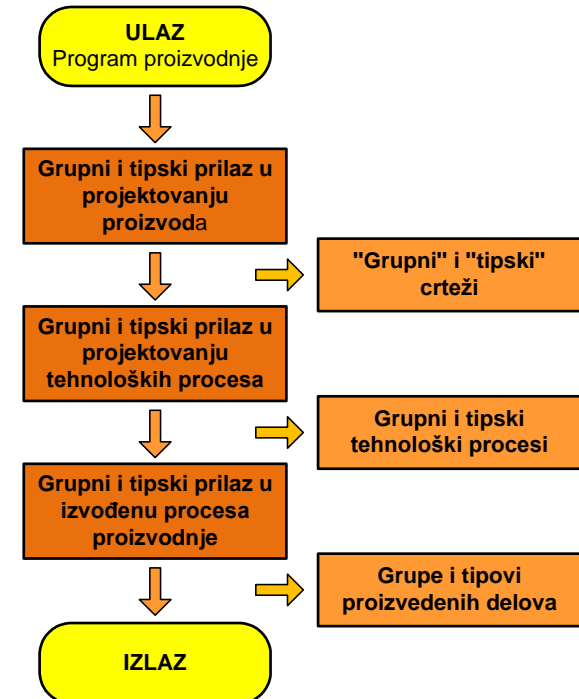 ULAZ
Program proizvodnje
Grupni i tipski prilaz u
projektovanju
proizvoda
"Grupni" i "tipski"
crteži
Grupni i tipski prilaz u
projektovanju
tehnoloških procesa
Grupni i tipski
tehnološki procesi
Grupni i tipski prilaz u
izvođenu procesa
proizvodnje
Grupe i tipovi
proizvedenih delova
IZLAZ